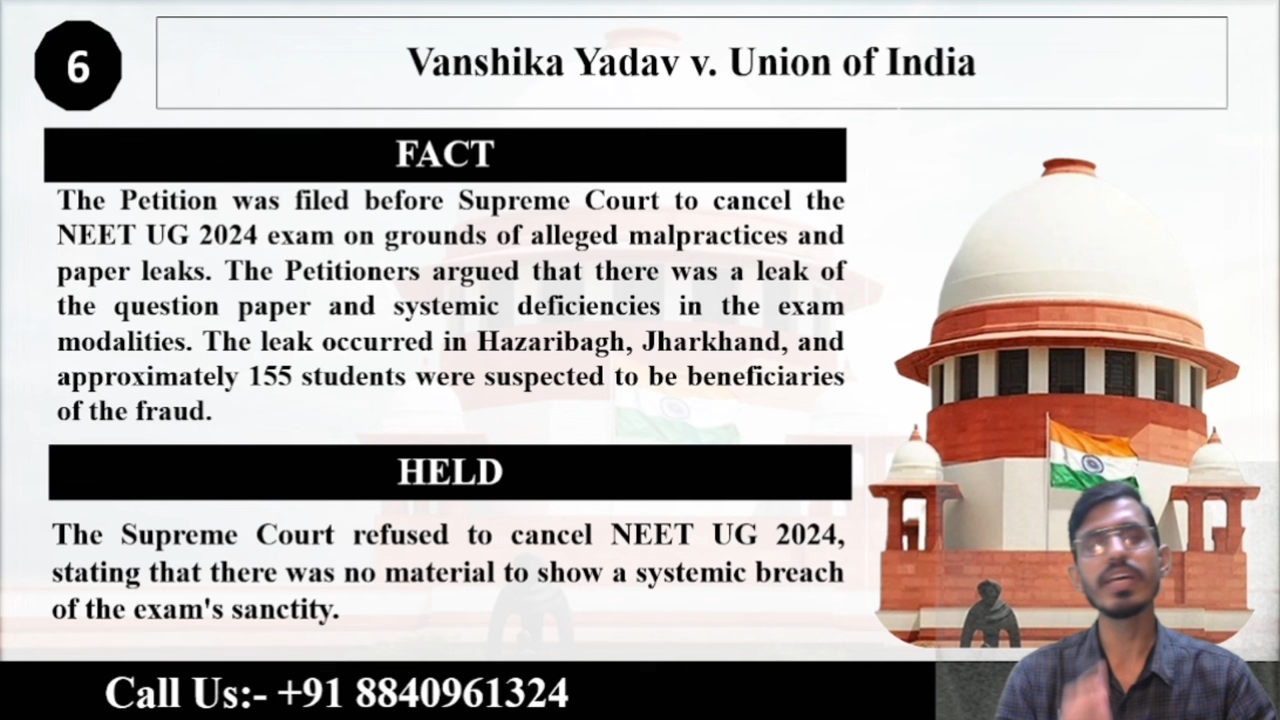 6
Vanshika Yadav v. Union of India
FACT
The Petition was filed before Supreme Court to cancel the
NEET UG 2024 exam on grounds of alleged malpractices and
paper leaks. The Petitioners argued that there was a leak of
the question paper and systemic deficiencies in the exam
modalities. The leak occurred in Hazaribagh, Jharkhand, and
approximately 155 students were suspected to be beneficiaries
of the fraud.
HELD
The Supreme Court refused to cancel NEET UG 2024,
stating that there was no material to show a systemic breach
of the exam's sanctity.
Call Us:- +91 8840961324